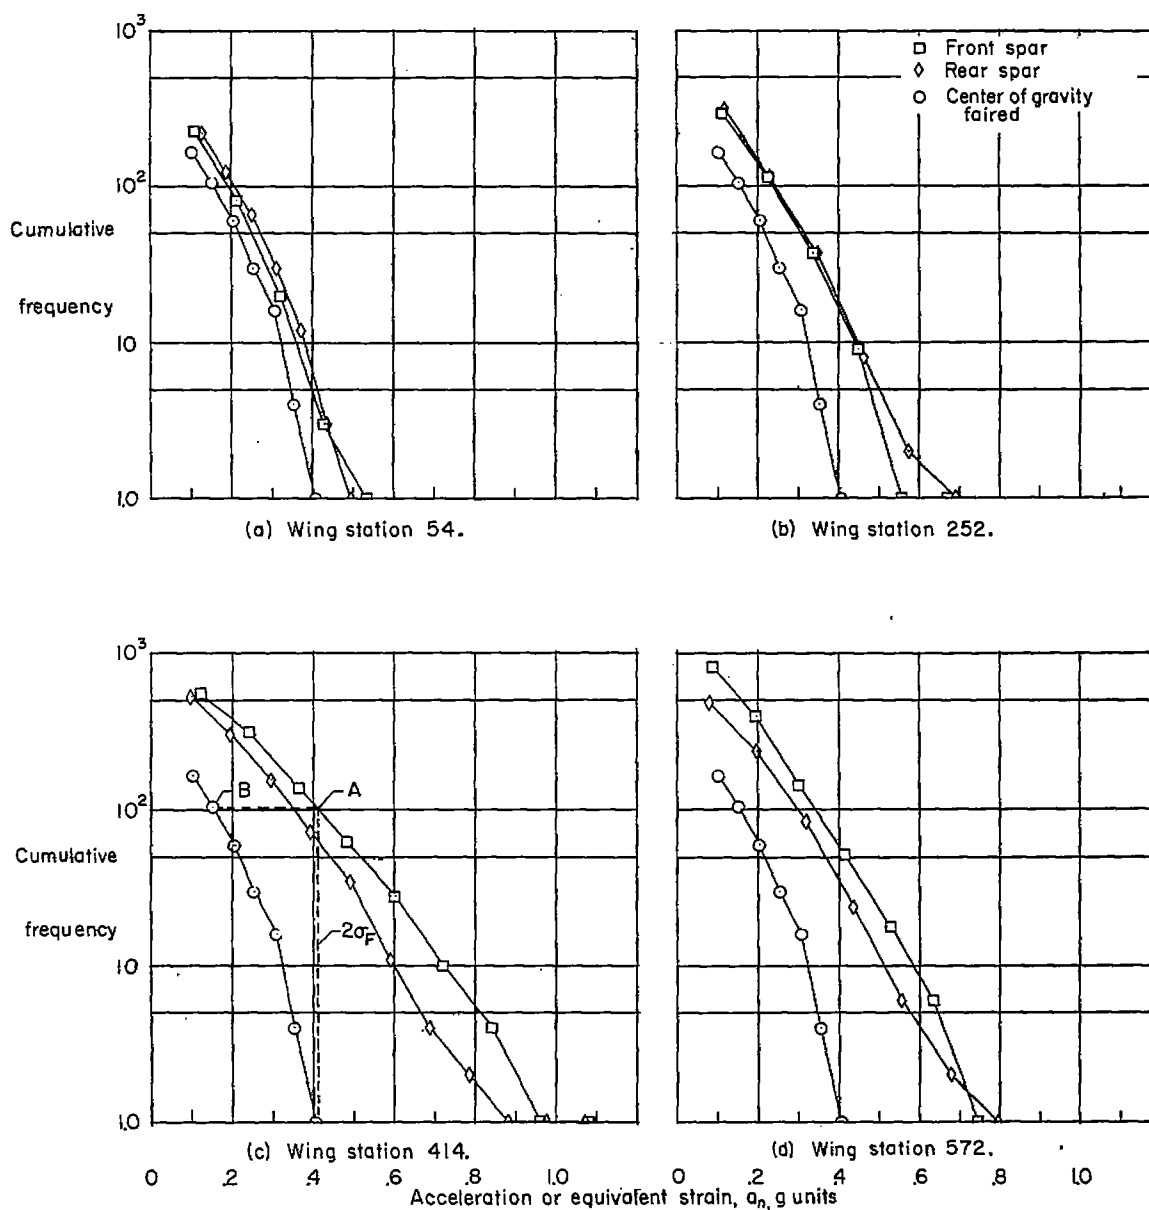 10³
10²
10
1.0
Cumulative
frequency
(a) Wing station 54.
Front spar
Rear spar
Center of gravity
faired
(b) Wing station 252.
10³
10²
10
1.0
Cumulative
frequency
B
A
2σF
(c) Wing station 414.
(d) Wing station 572.
0 .2 .4 .6 .8 1.0 0 .2 .4 .6 .8 1.0
Acceleration or equivalent strain, aₙ, g units